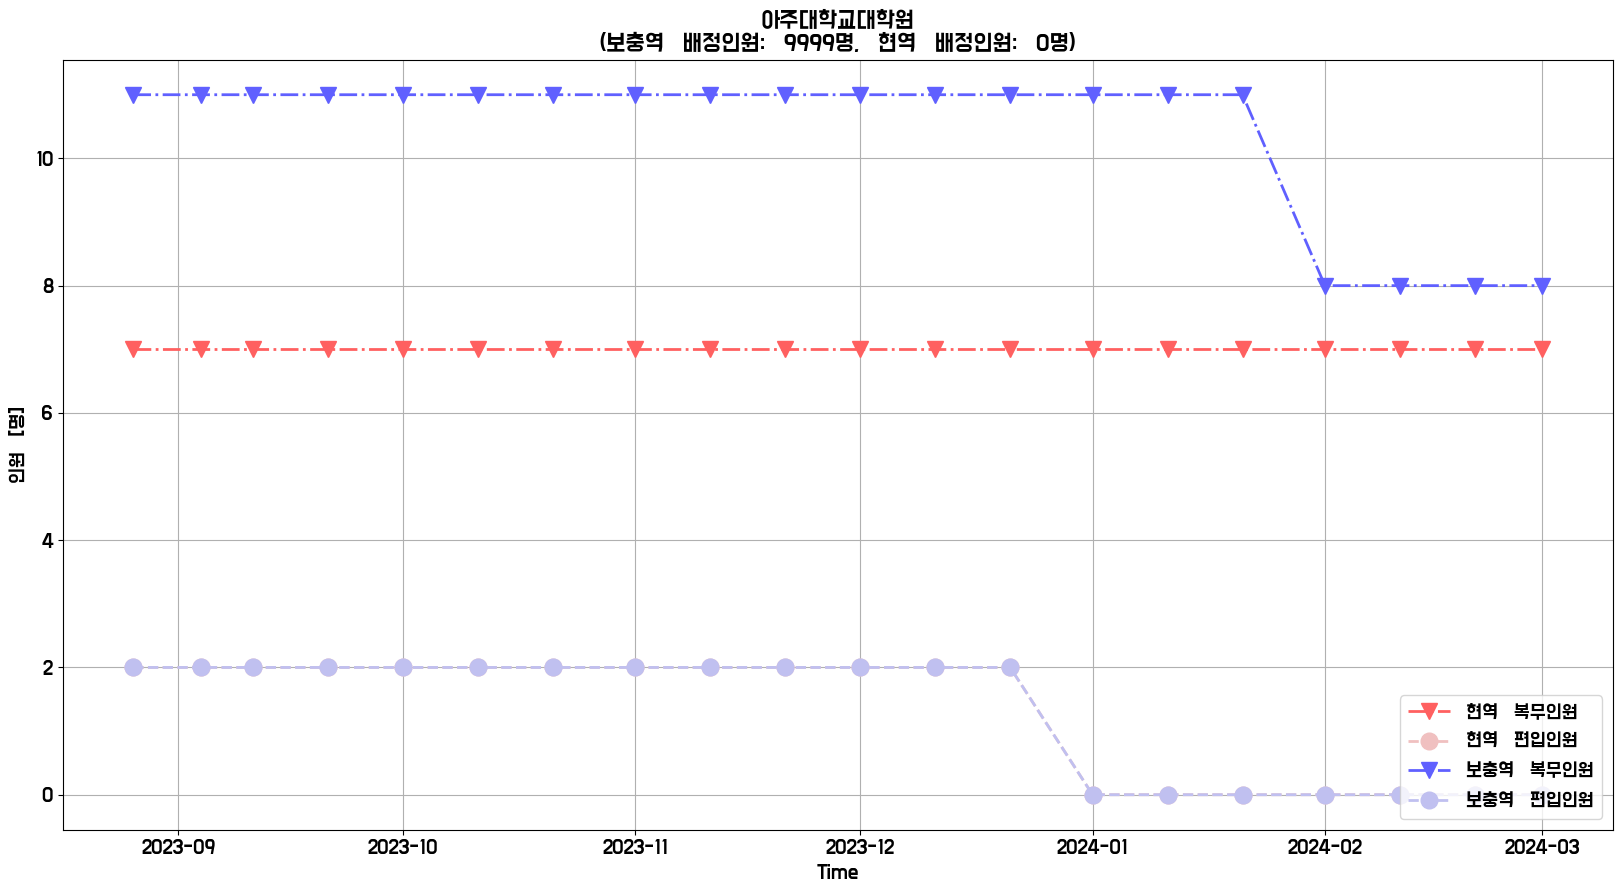 아주대학교대학원
(보충역 배정인원: 9999명, 현역 배정인원: 0명)
인원 [명]
10
8
6
4
2
0
현역 복무인원
현역 편입인원
보충역 복무인원
보충역 편입인원
2023-09 2023-10 2023-11 2023-12 2024-01 2024-02 2024-03
Time